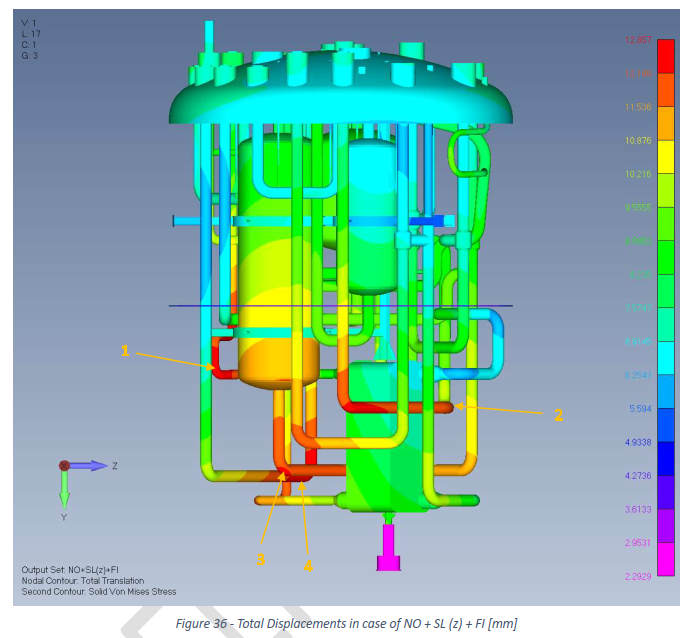 V: 1
L: 17
C: 1
G: 3
12.857
11.536
10.876
10.216
9.5555
6.9145
6.2543
5.594
4.9338
4.2736
3.6133
2.9531
2.2929
1
2
3
4
Z
Y
Output Set: NO+SL(z)+FI
Nodal Contour: Total Translation
Second Contour: Solid Von Mises Stress
Figure 36 - Total Displacements in case of NO + SL (z) + FI [mm]